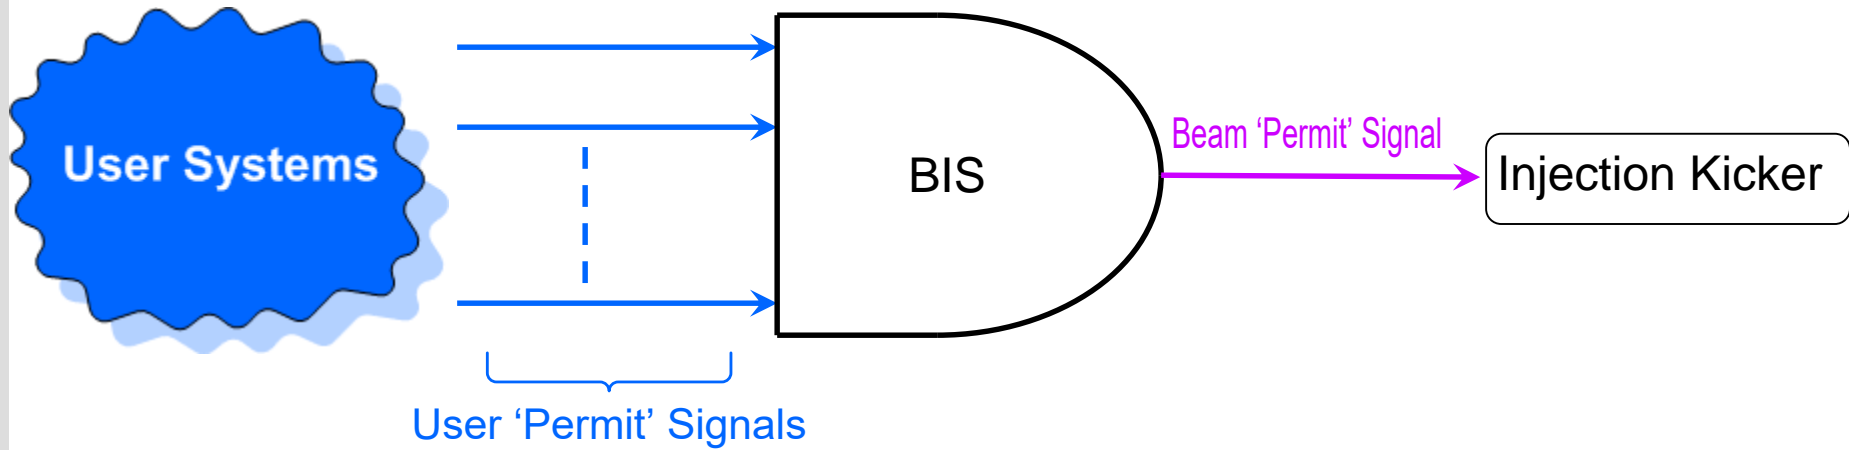 User Systems
BIS
Beam ‘Permit’ Signal
Injection Kicker
User ‘Permit’ Signals